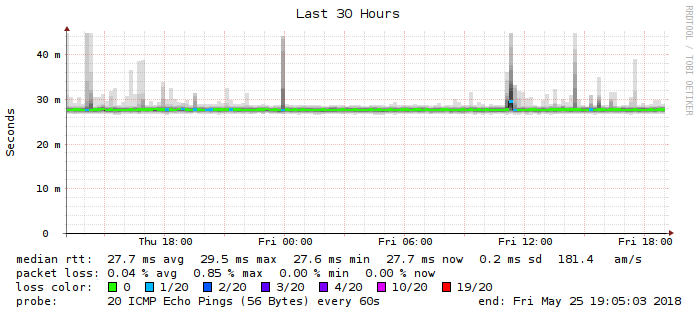 Last 30 Hours
RRDTOOL / TOBI OETIKER
Seconds
40 m
30 m
20 m
10 m
0
Thu 18:00 Fri 00:00 Fri 06:00 Fri 12:00 Fri 18:00
median rtt: 27.7 ms avg 29.5 ms max 27.6 ms min 27.7 ms now 0.2 ms sd 181.4 am/s
packet loss: 0.04 % avg 0.85 % max 0.00 % min 0.00 % now
loss color: 0 1/20 2/20 3/20 4/20 10/20 19/20
probe: 20 ICMP Echo Pings (56 Bytes) every 60s end: Fri May 25 19:05:03 2018